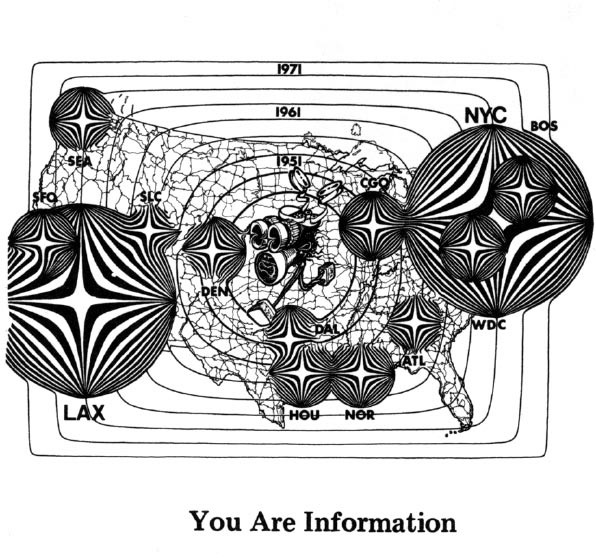 1971
1961
1951
NYC
BOS
SEA
CGO
SFO
SLC
DEN
DAL
WDC
ATL
LAX
HOU
NOR
You Are Information